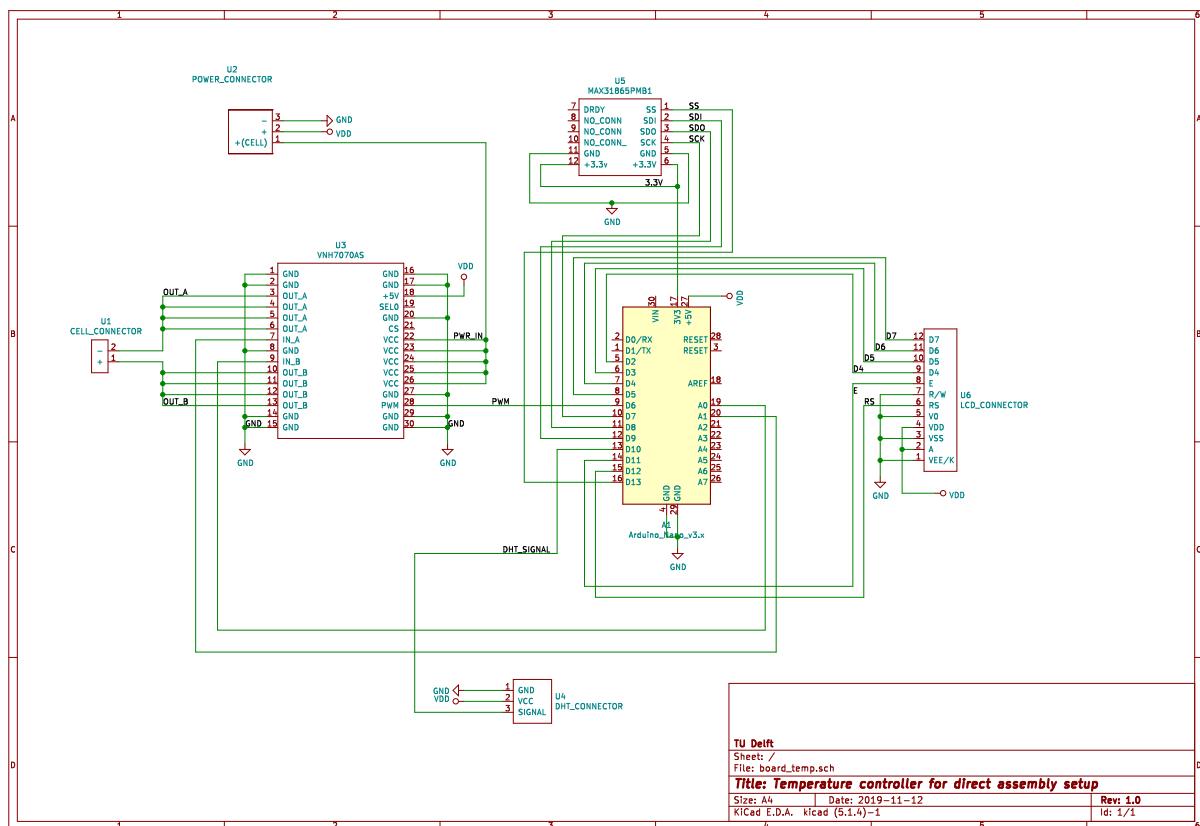 1 2 3 4 5 6
A
B
C
D
U2
POWER_CONNECTOR
- 3 GND
+ 2 VDD
+(CELL) 1
U5
MAX31865PMB1
7 DRDY SS 1 SS
8 NO_CONN SDI 2 SDI
9 NO_CONN SDO 3 SDO
10 NO_CONN_ SCK 4 SCK
11 GND GND 5
12 +3.3v +3.3V 6
3.3V
GND
U3
VNH7070AS
VDD
1 GND GND 16
2 GND GND 17
OUT_A 3 OUT_A +5V 18
4 OUT_A SEL0 19
5 OUT_A GND 20
6 OUT_A CS 21
7 IN_A VCC 22 PWR_IN
8 GND VCC 23
9 IN_B VCC 24
10 OUT_B VCC 25
11 OUT_B VCC 26
12 OUT_B GND 27
OUT_B 13 OUT_B PWM 28 PWM
14 GND GND 29
GND 15 GND GND 30 GND
GND
GND
U1
CELL_CONNECTOR
- 2
+ 1
VDD
30 17 27
VIN 3V3 +5V
2 D0/RX RESET 28
1 D1/TX RESET 3
5 D2
6 D3
7 D4 AREF 18
8 D5
9 D6 A0 19
10 D7 A1 20
11 D8 A2 21
12 D9 A3 22
13 D10 A4 23
14 D11 A5 24
15 D12 A6 25
16 D13 A7 26
GND GND
4 29
A1
Arduino_Nano_v3.x
GND
D7 12 D7
D6 11 D6
D5 10 D5
D4 9 D4
E 8 E
7 R/W
RS 6 RS
5 V0
4 VDD
3 VSS
2 A
1 VEE/K
U6
LCD_CONNECTOR
GND
VDD
DHT_SIGNAL
GND 1 GND
VDD 2 VCC
3 SIGNAL
U4
DHT_CONNECTOR
TU Delft
Sheet: /
File: board_temp.sch
Title: Temperature controller for direct assembly setup
Size: A4 Date: 2019-11-12 Rev: 1.0
KiCad E.D.A. kicad (5.1.4)-1 Id: 1/1
1 2 3 4 5 6
A
B
C
D